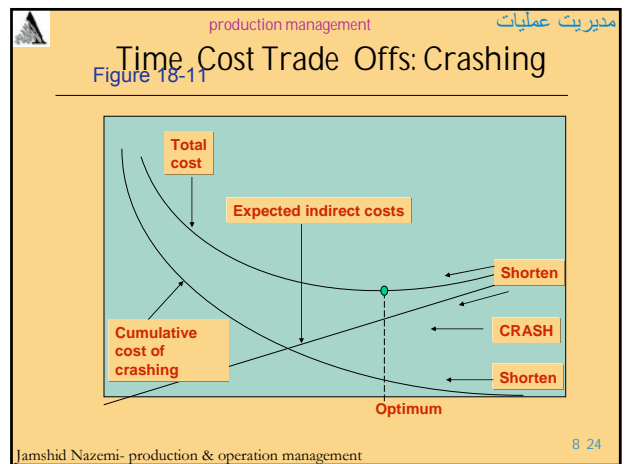 production management
مديريت عمليات
Time Cost Trade Offs: Crashing
Figure 18-11
Total
cost
Expected indirect costs
Shorten
CRASH
Cumulative
cost of
crashing
Shorten
Optimum
Jamshid Nazemi- production & operation management
8 24